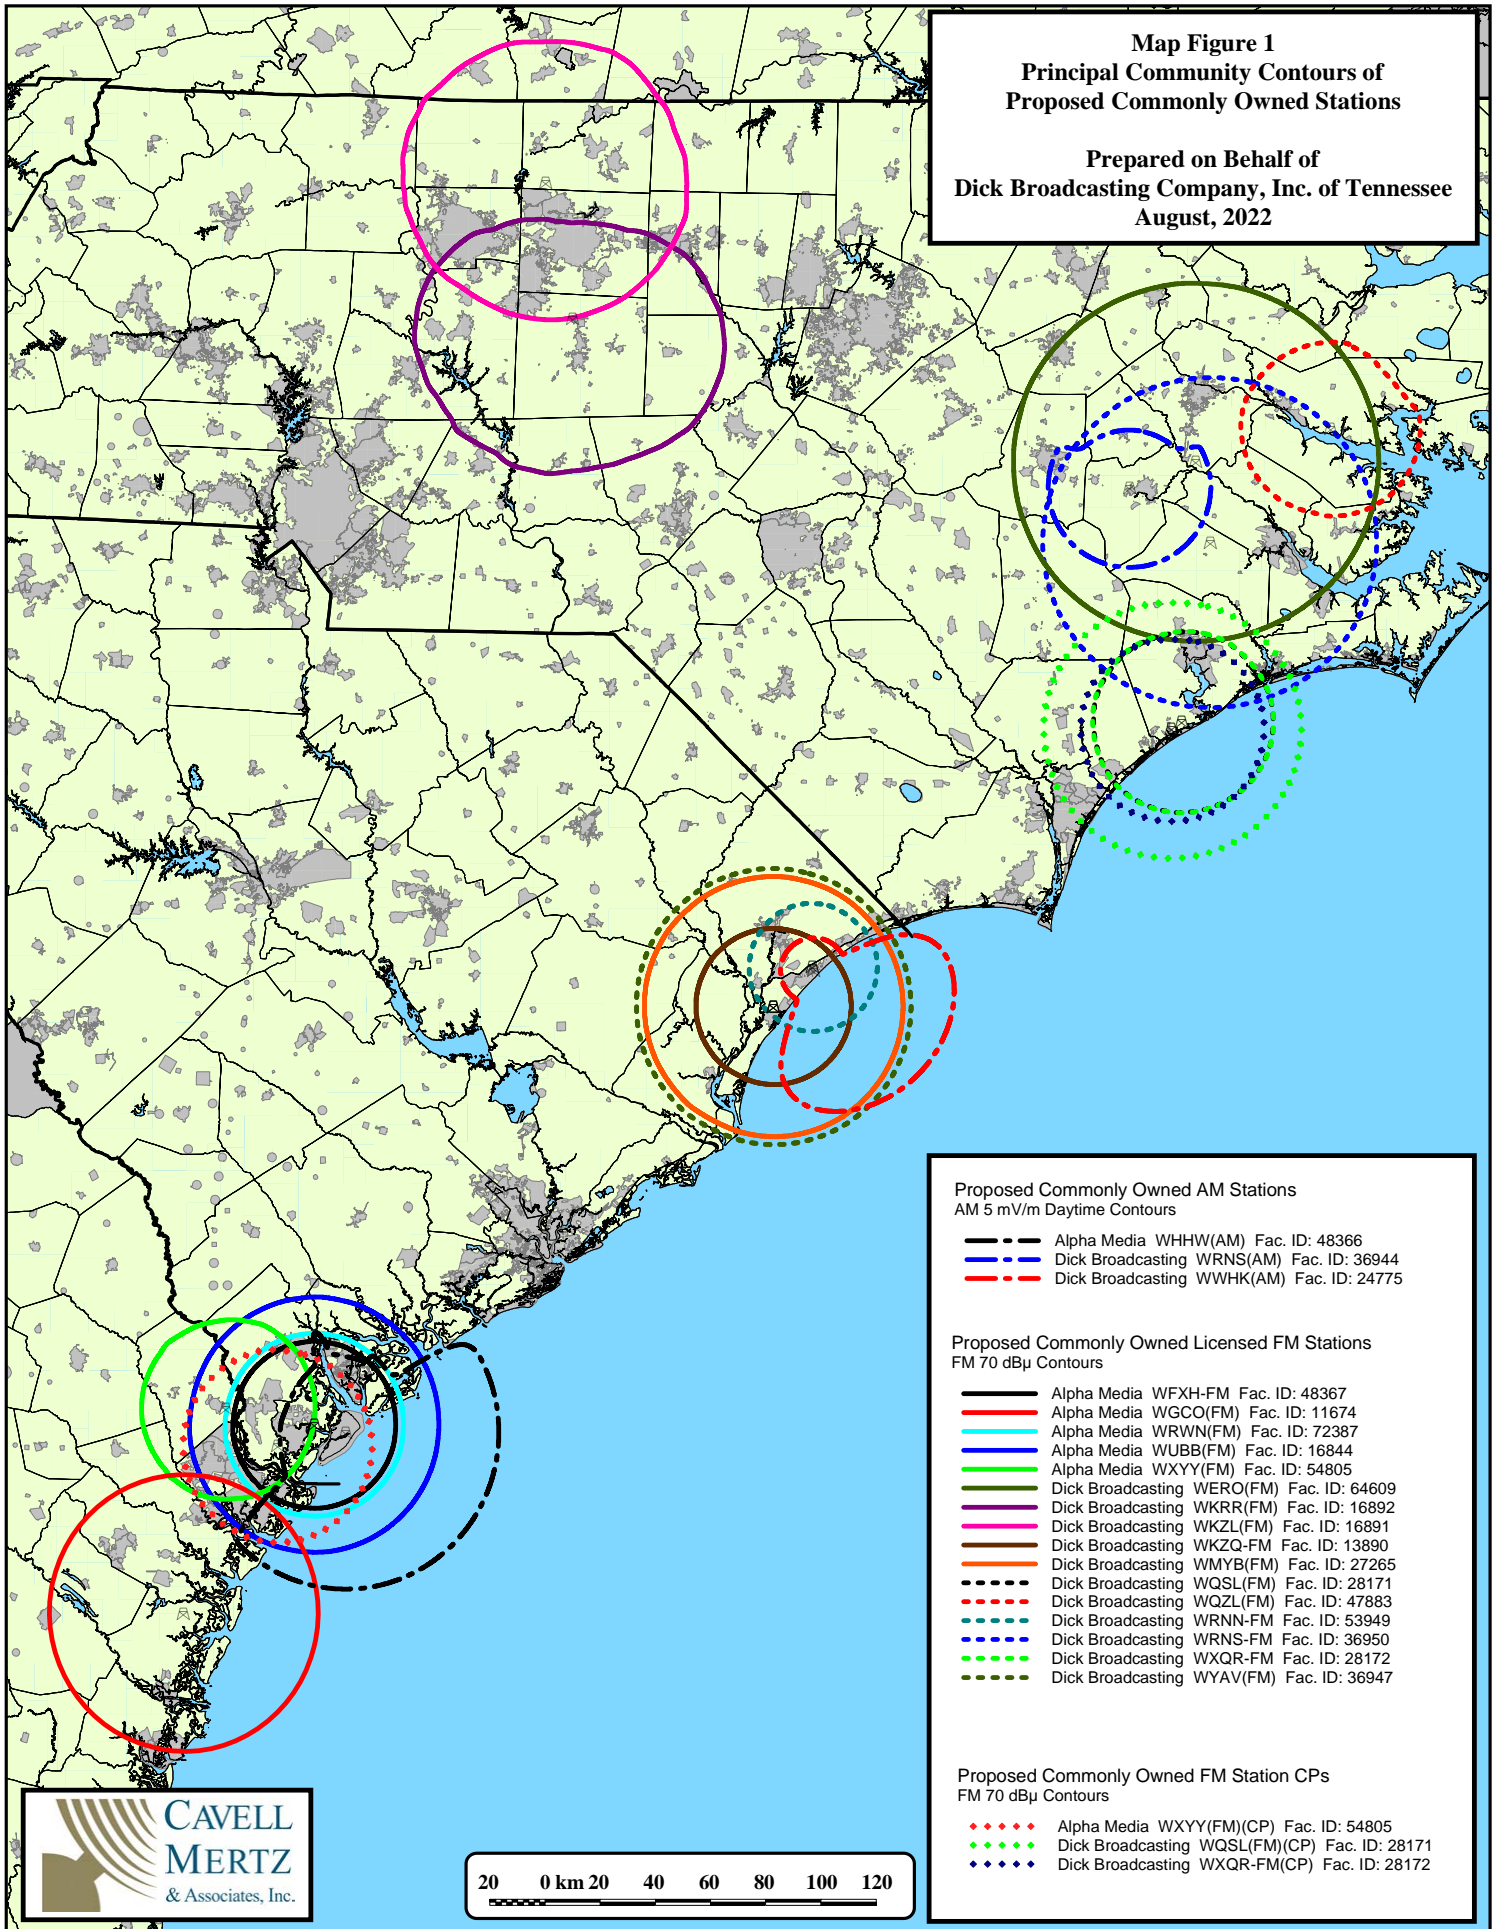 Map Figure 1
Principal Community Contours of
Proposed Commonly Owned Stations
Prepared on Behalf of
Dick Broadcasting Company, Inc. of Tennessee
August, 2022
Proposed Commonly Owned AM Stations
AM 5 mV/m Daytime Contours
Alpha Media WHHW(AM) Fac. ID: 48366
Dick Broadcasting WRNS(AM) Fac. ID: 36944
Dick Broadcasting WWHK(AM) Fac. ID: 24775
Proposed Commonly Owned Licensed FM Stations
FM 70 dBµ Contours
Alpha Media WFXH-FM Fac. ID: 48367
Alpha Media WGCO(FM) Fac. ID: 11674
Alpha Media WRWN(FM) Fac. ID: 72387
Alpha Media WUBB(FM) Fac. ID: 16844
Alpha Media WXYY(FM) Fac. ID: 54805
Dick Broadcasting WERO(FM) Fac. ID: 64609
Dick Broadcasting WKRR(FM) Fac. ID: 16892
Dick Broadcasting WKZL(FM) Fac. ID: 16891
Dick Broadcasting WKZQ-FM Fac. ID: 13890
Dick Broadcasting WMYB(FM) Fac. ID: 27265
Dick Broadcasting WQSL(FM) Fac. ID: 28171
Dick Broadcasting WQZL(FM) Fac. ID: 47883
Dick Broadcasting WRNN-FM Fac. ID: 53949
Dick Broadcasting WRNS-FM Fac. ID: 36950
Dick Broadcasting WXQR-FM Fac. ID: 28172
Dick Broadcasting WYAV(FM) Fac. ID: 36947
Proposed Commonly Owned FM Station CPs
FM 70 dBµ Contours
Alpha Media WXYY(FM)(CP) Fac. ID: 54805
Dick Broadcasting WQSL(FM)(CP) Fac. ID: 28171
Dick Broadcasting WXQR-FM(CP) Fac. ID: 28172
CAVELL
MERTZ
& Associates, Inc.
20 0 km 20 40 60 80 100 120